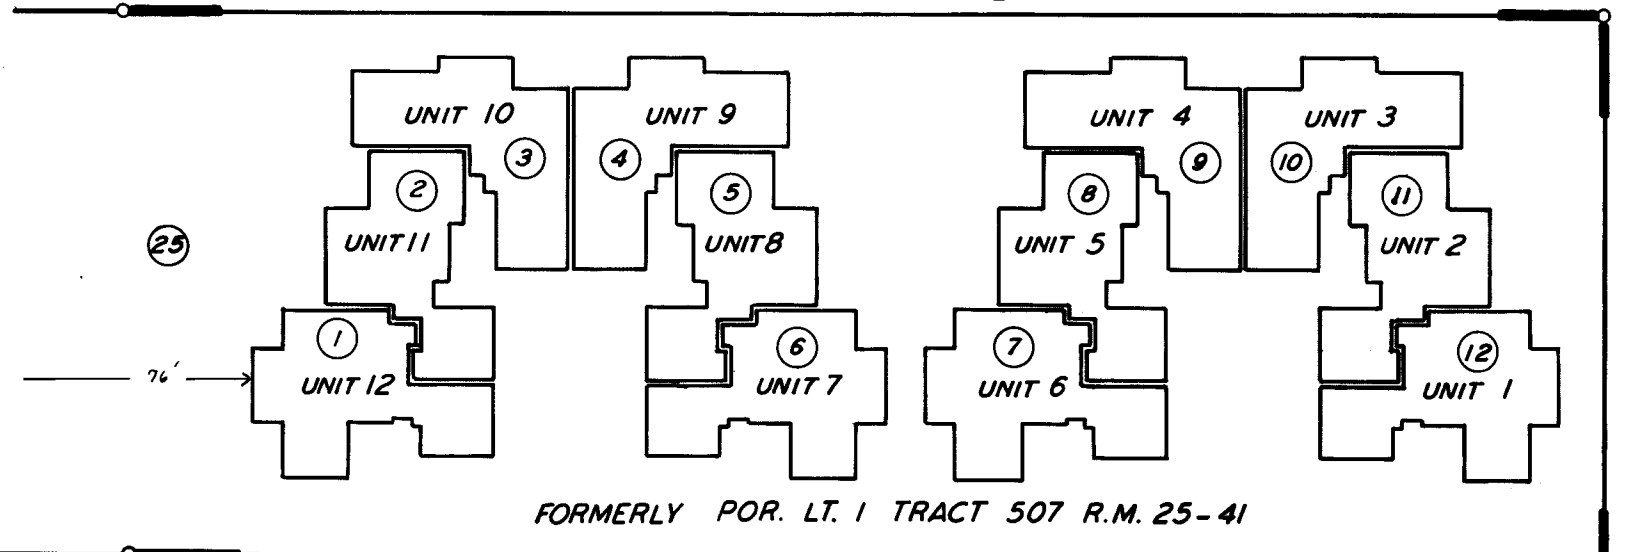 UNIT 10 UNIT 9 UNIT 4 UNIT 3
3 4 9 10
2 5 8 11
25 UNIT 11 UNIT 8 UNIT 5 UNIT 2
1 6 7 12
76'
UNIT 12 UNIT 7 UNIT 6 UNIT 1
FORMERLY POR. LT. 1 TRACT 507 R.M. 25-41